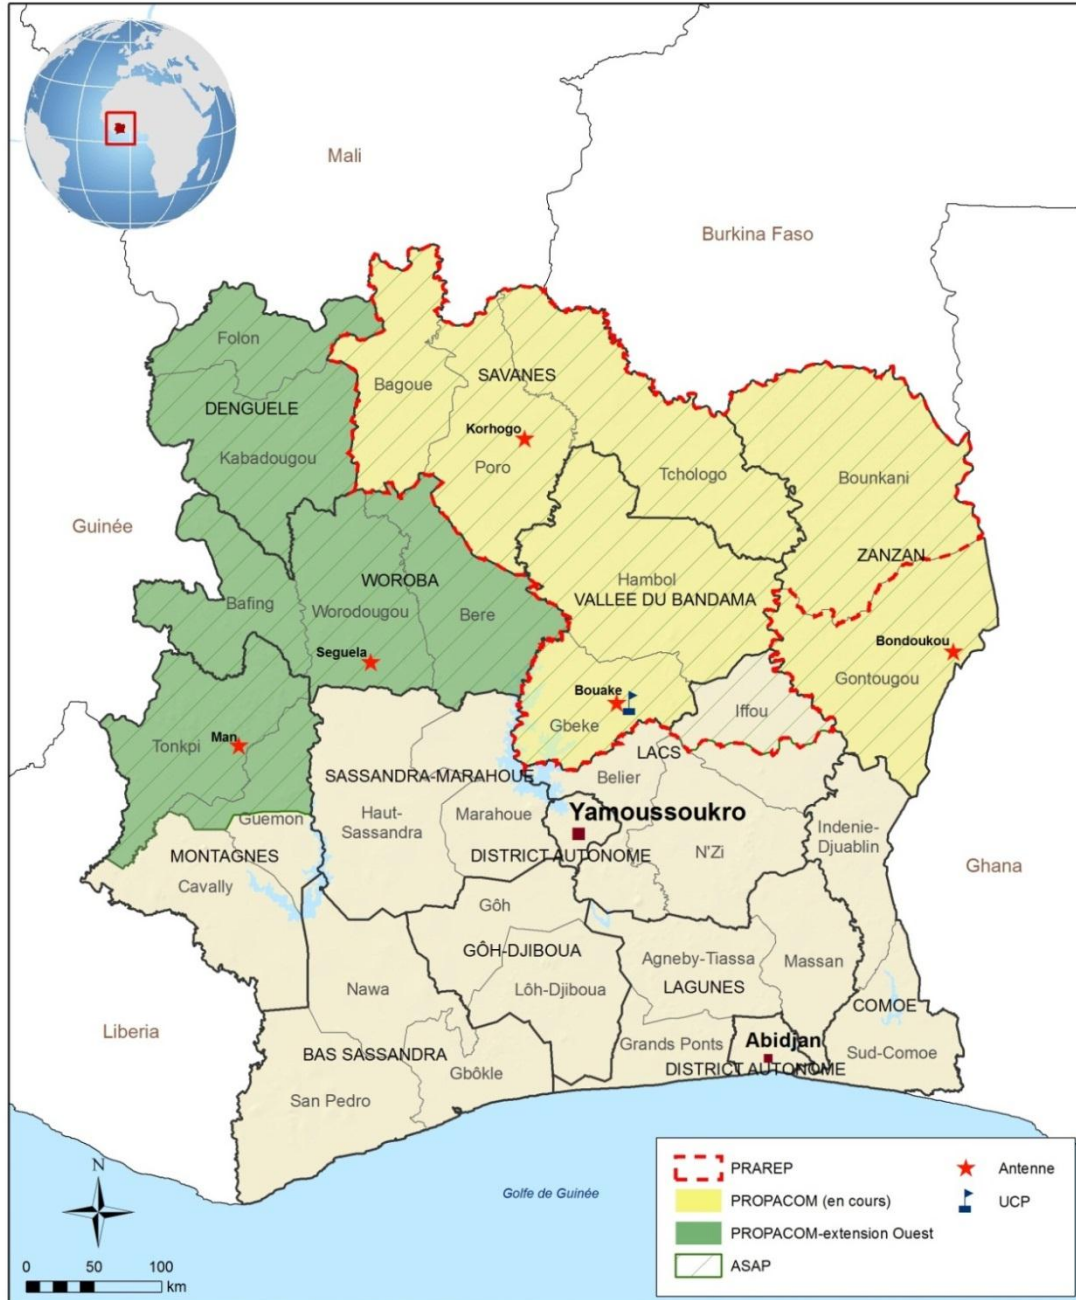 Mali
Burkina Faso
Folon
Bagoue
SAVANES
DENGUELE
Korhogo
Kabadougou
Poro
Tchologo
Bounkani
Guinée
ZANZAN
WOROBA
Hambol
VALLEE DU BANDAMA
Bafing
Worodougou
Bere
Seguela
Bondoukou
Gontougou
Bouake
Iffou
Gbeke
Tonkpi
Man
LACS
SASSANDRA-MARAHOUE
Belier
Yamoussoukro
Haut-
Sassandra
Marahoue
Guemon
Indenie-
Djuablin
MONTAGNES
DISTRICT AUTONOME
N'Zi
Ghana
Cavally
Gôh
GÔH-DJIBOUA
Agneby-Tiassa
Massan
Nawa
Lôh-Djiboua
LAGUNES
COMOE
Liberia
Grands Ponts
Abidjan
BAS SASSANDRA
Sud-Comoe
Gbôkle
DISTRICT AUTONOME
San Pedro
Golfe de Guinée
PRAREP
Antenne
PROPACOM (en cours)
UCP
PROPACOM-extension Ouest
ASAP
N
0 50 100
km